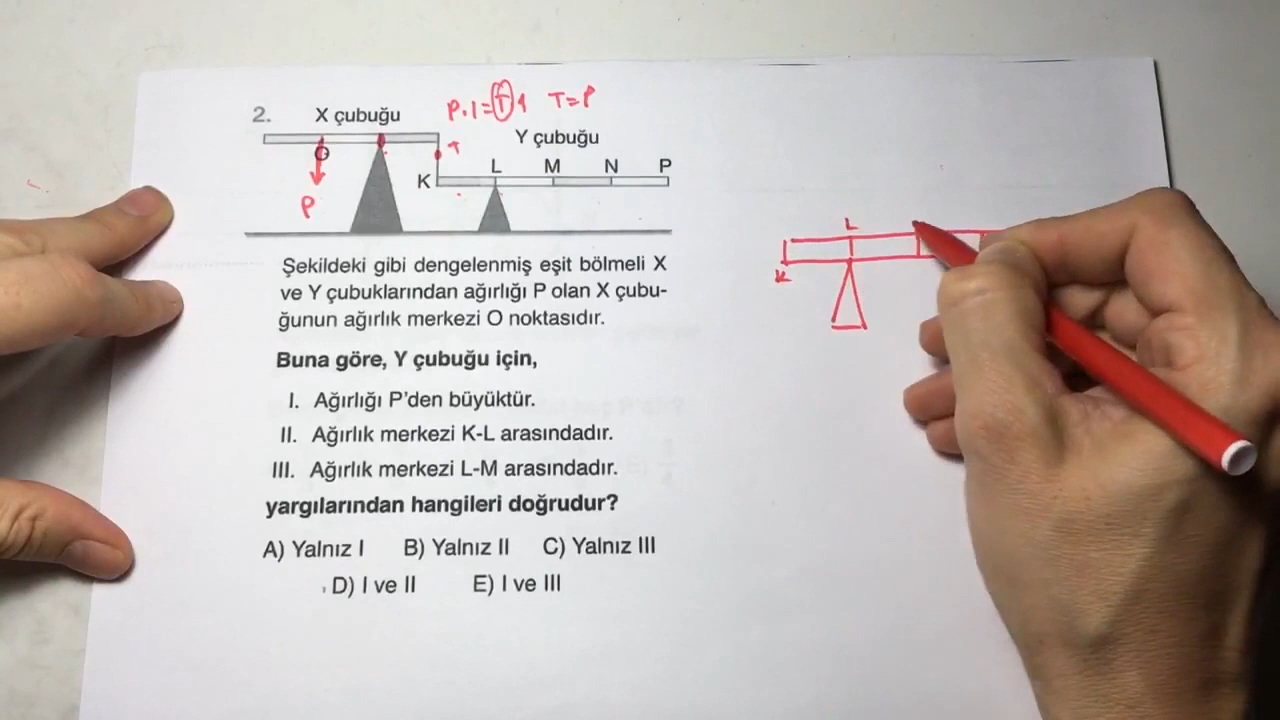 2. X çubuğu
P.1=T.1 T=P
Y çubuğu
O
T
K L M N P
P
Şekildeki gibi dengelenmiş eşit bölmeli X
ve Y çubuklarından ağırlığı P olan X çubu-
ğunun ağırlık merkezi O noktasıdır.
Buna göre, Y çubuğu için,
I. Ağırlığı P'den büyüktür.
II. Ağırlık merkezi K-L arasındadır.
III. Ağırlık merkezi L-M arasındadır.
yargılarından hangileri doğrudur?
A) Yalnız I B) Yalnız II C) Yalnız III
D) I ve II E) I ve III
L
K